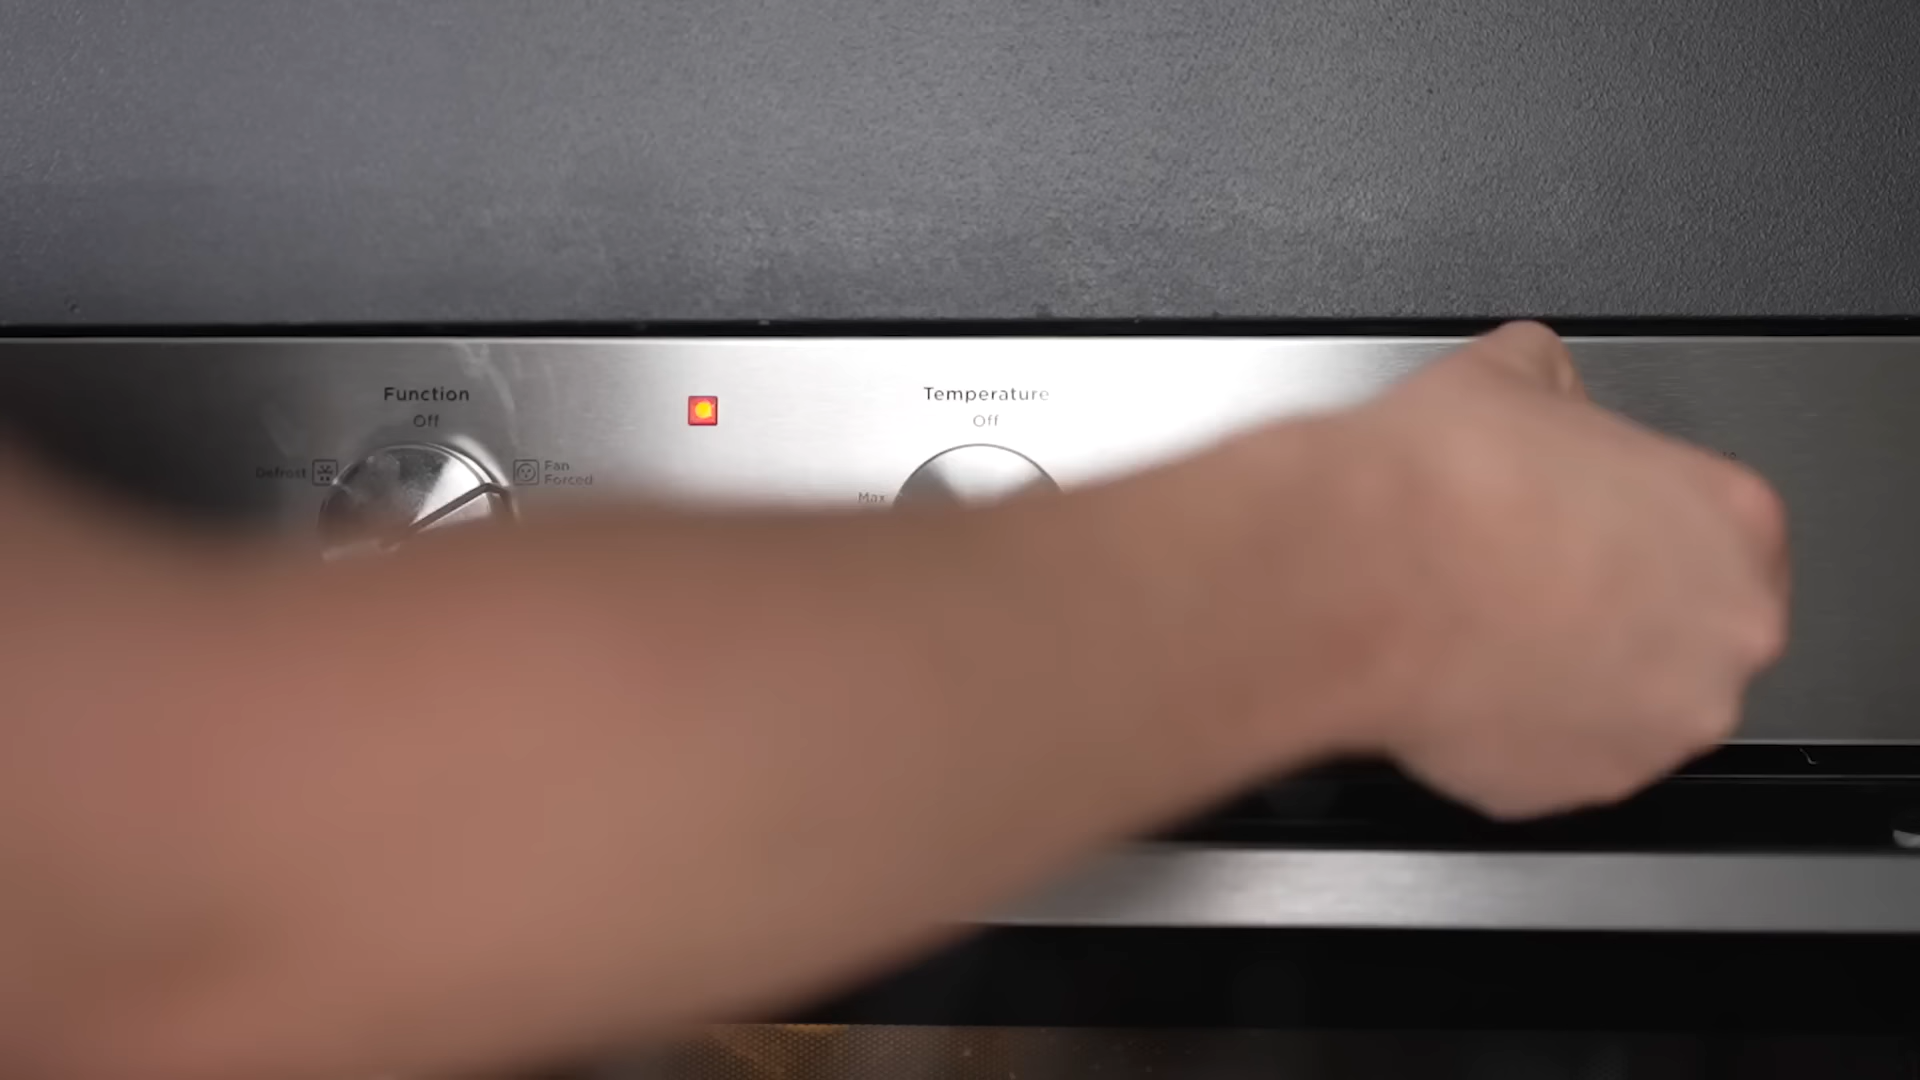 Function
Off
Defrost
Fan
Forced
Temperature
Off
Max